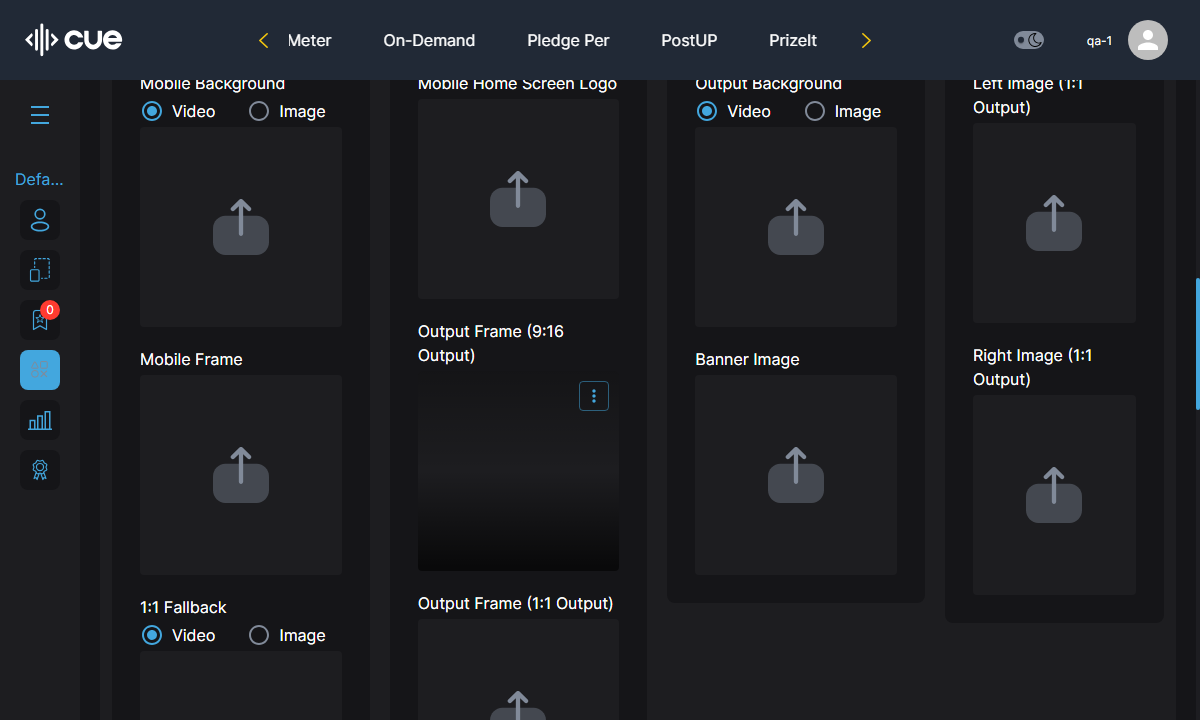 cue
Meter
On-Demand
Pledge Per
PostUP
PrizeIt
qa-1
Defa...
0
Mobile Background
Video
Image
Mobile Frame
1:1 Fallback
Video
Image
Mobile Home Screen Logo
Output Frame (9:16
Output)
Output Frame (1:1 Output)
Output Background
Video
Image
Banner Image
Left Image (1:1
Output)
Right Image (1:1
Output)